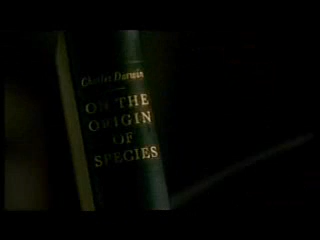 Charles Darwin
ON THE
ORIGIN
OF
SPECIES